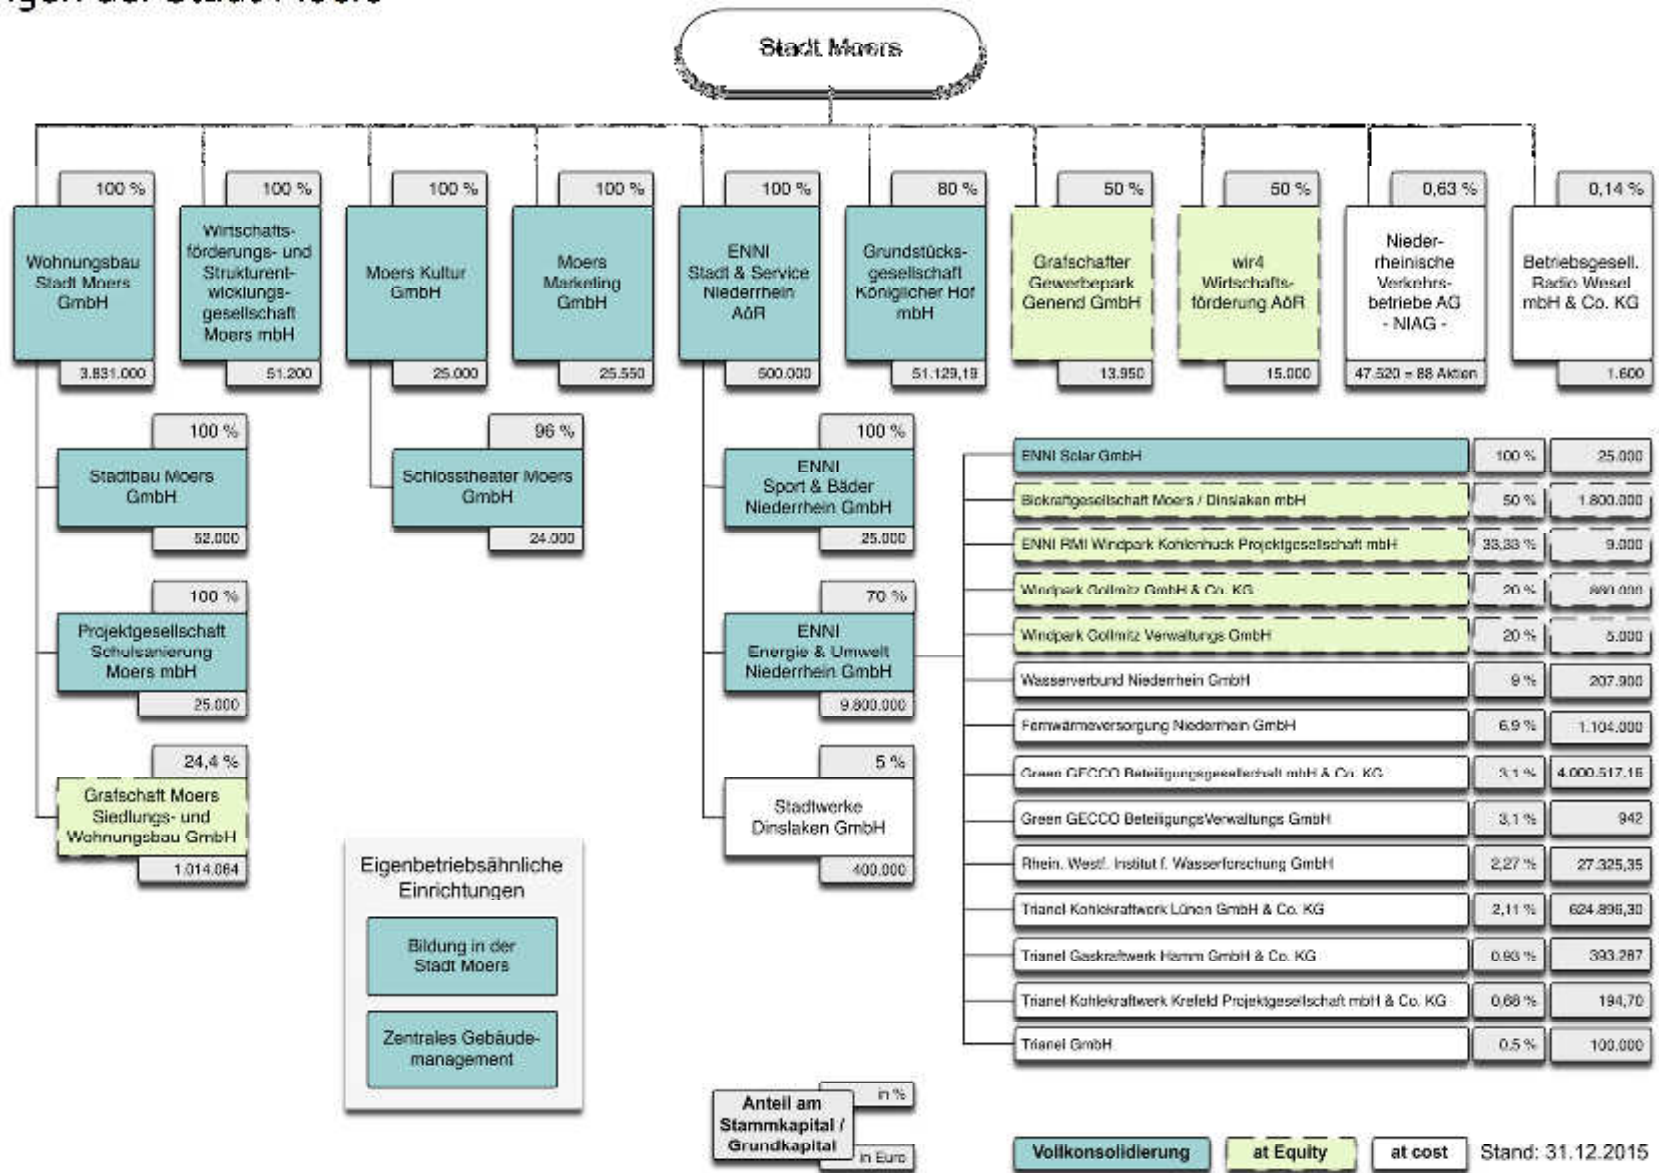 Stadt Moers
100 %
Wohnungsbau
Stadt Moers
GmbH
3.831.000
100 %
Wirtschafts-
förderungs- und
Strukturent-
wicklungs-
gesellschaft
Moers mbH
51.200
100 %
Moers Kultur
GmbH
25.000
100 %
Moers
Marketing
GmbH
25.550
100 %
ENNI
Stadt & Service
Niederrhein
AöR
500.000
80 %
Grundstücks-
gesellschaft
Königlicher Hof
mbH
51.129,19
50 %
Grafschafter
Gewerbepark
Genend GmbH
13.950
50 %
wir4
Wirtschafts-
förderung AöR
15.000
0,63 %
Nieder-
rheinische
Verkehrs-
betriebe AG
- NIAG -
47.520 = 88 Aktien
0,14 %
Betriebsgesell.
Radio Wesel
mbH & Co. KG
1.600
100 %
Stadtbau Moers
GmbH
52.000
100 %
Projektgesellschaft
Schulsanierung
Moers mbH
25.000
24,4 %
Grafschaft Moers
Siedlungs- und
Wohnungsbau GmbH
1.014.064
96 %
Schlosstheater Moers
GmbH
24.000
100 %
ENNI
Sport & Bäder
Niederrhein GmbH
25.000
70 %
ENNI
Energie & Umwelt
Niederrhein GmbH
9.800.000
5 %
Stadtwerke
Dinslaken GmbH
400.000
ENNI Solar GmbH 100 % 25.000
Biokraftgesellschaft Moers / Dinslaken mbH 50 % 1.800.000
ENNI RMI Windpark Kohlenhuck Projektgesellschaft mbH 33,33 % 9.000
Windpark Gollmitz GmbH & Co. KG 20 %
Windpark Gollmitz Verwaltungs GmbH 20 % 5.000
Wasserverbund Niederrhein GmbH 9 % 207.900
Fernwärmeversorgung Niederrhein GmbH 6,9 % 1.104.000
Green GECCO Beteiligungsgesellschaft mbH & Co. KG 3,1 % 4.000.517,16
Green GECCO BeteiligungsVerwaltungs GmbH 3,1 % 942
Rhein. Westf. Institut f. Wasserforschung GmbH 2,27 % 27.325,35
Trianel Kohlekraftwerk Lünen GmbH & Co. KG 2,11 % 624.896,30
Trianel Gaskraftwerk Hamm GmbH & Co. KG 0,93 % 393.287
Trianel Kohlekraftwerk Krefeld Projektgesellschaft mbH & Co. KG 0,68 % 194,70
Trianel GmbH 0,5 % 100.000
Eigenbetriebsähnliche
Einrichtungen
Bildung in der
Stadt Moers
Zentrales Gebäude-
management
in %
Anteil am
Stammkapital /
Grundkapital
in Euro
Vollkonsolidierung at Equity at cost Stand: 31.12.2015